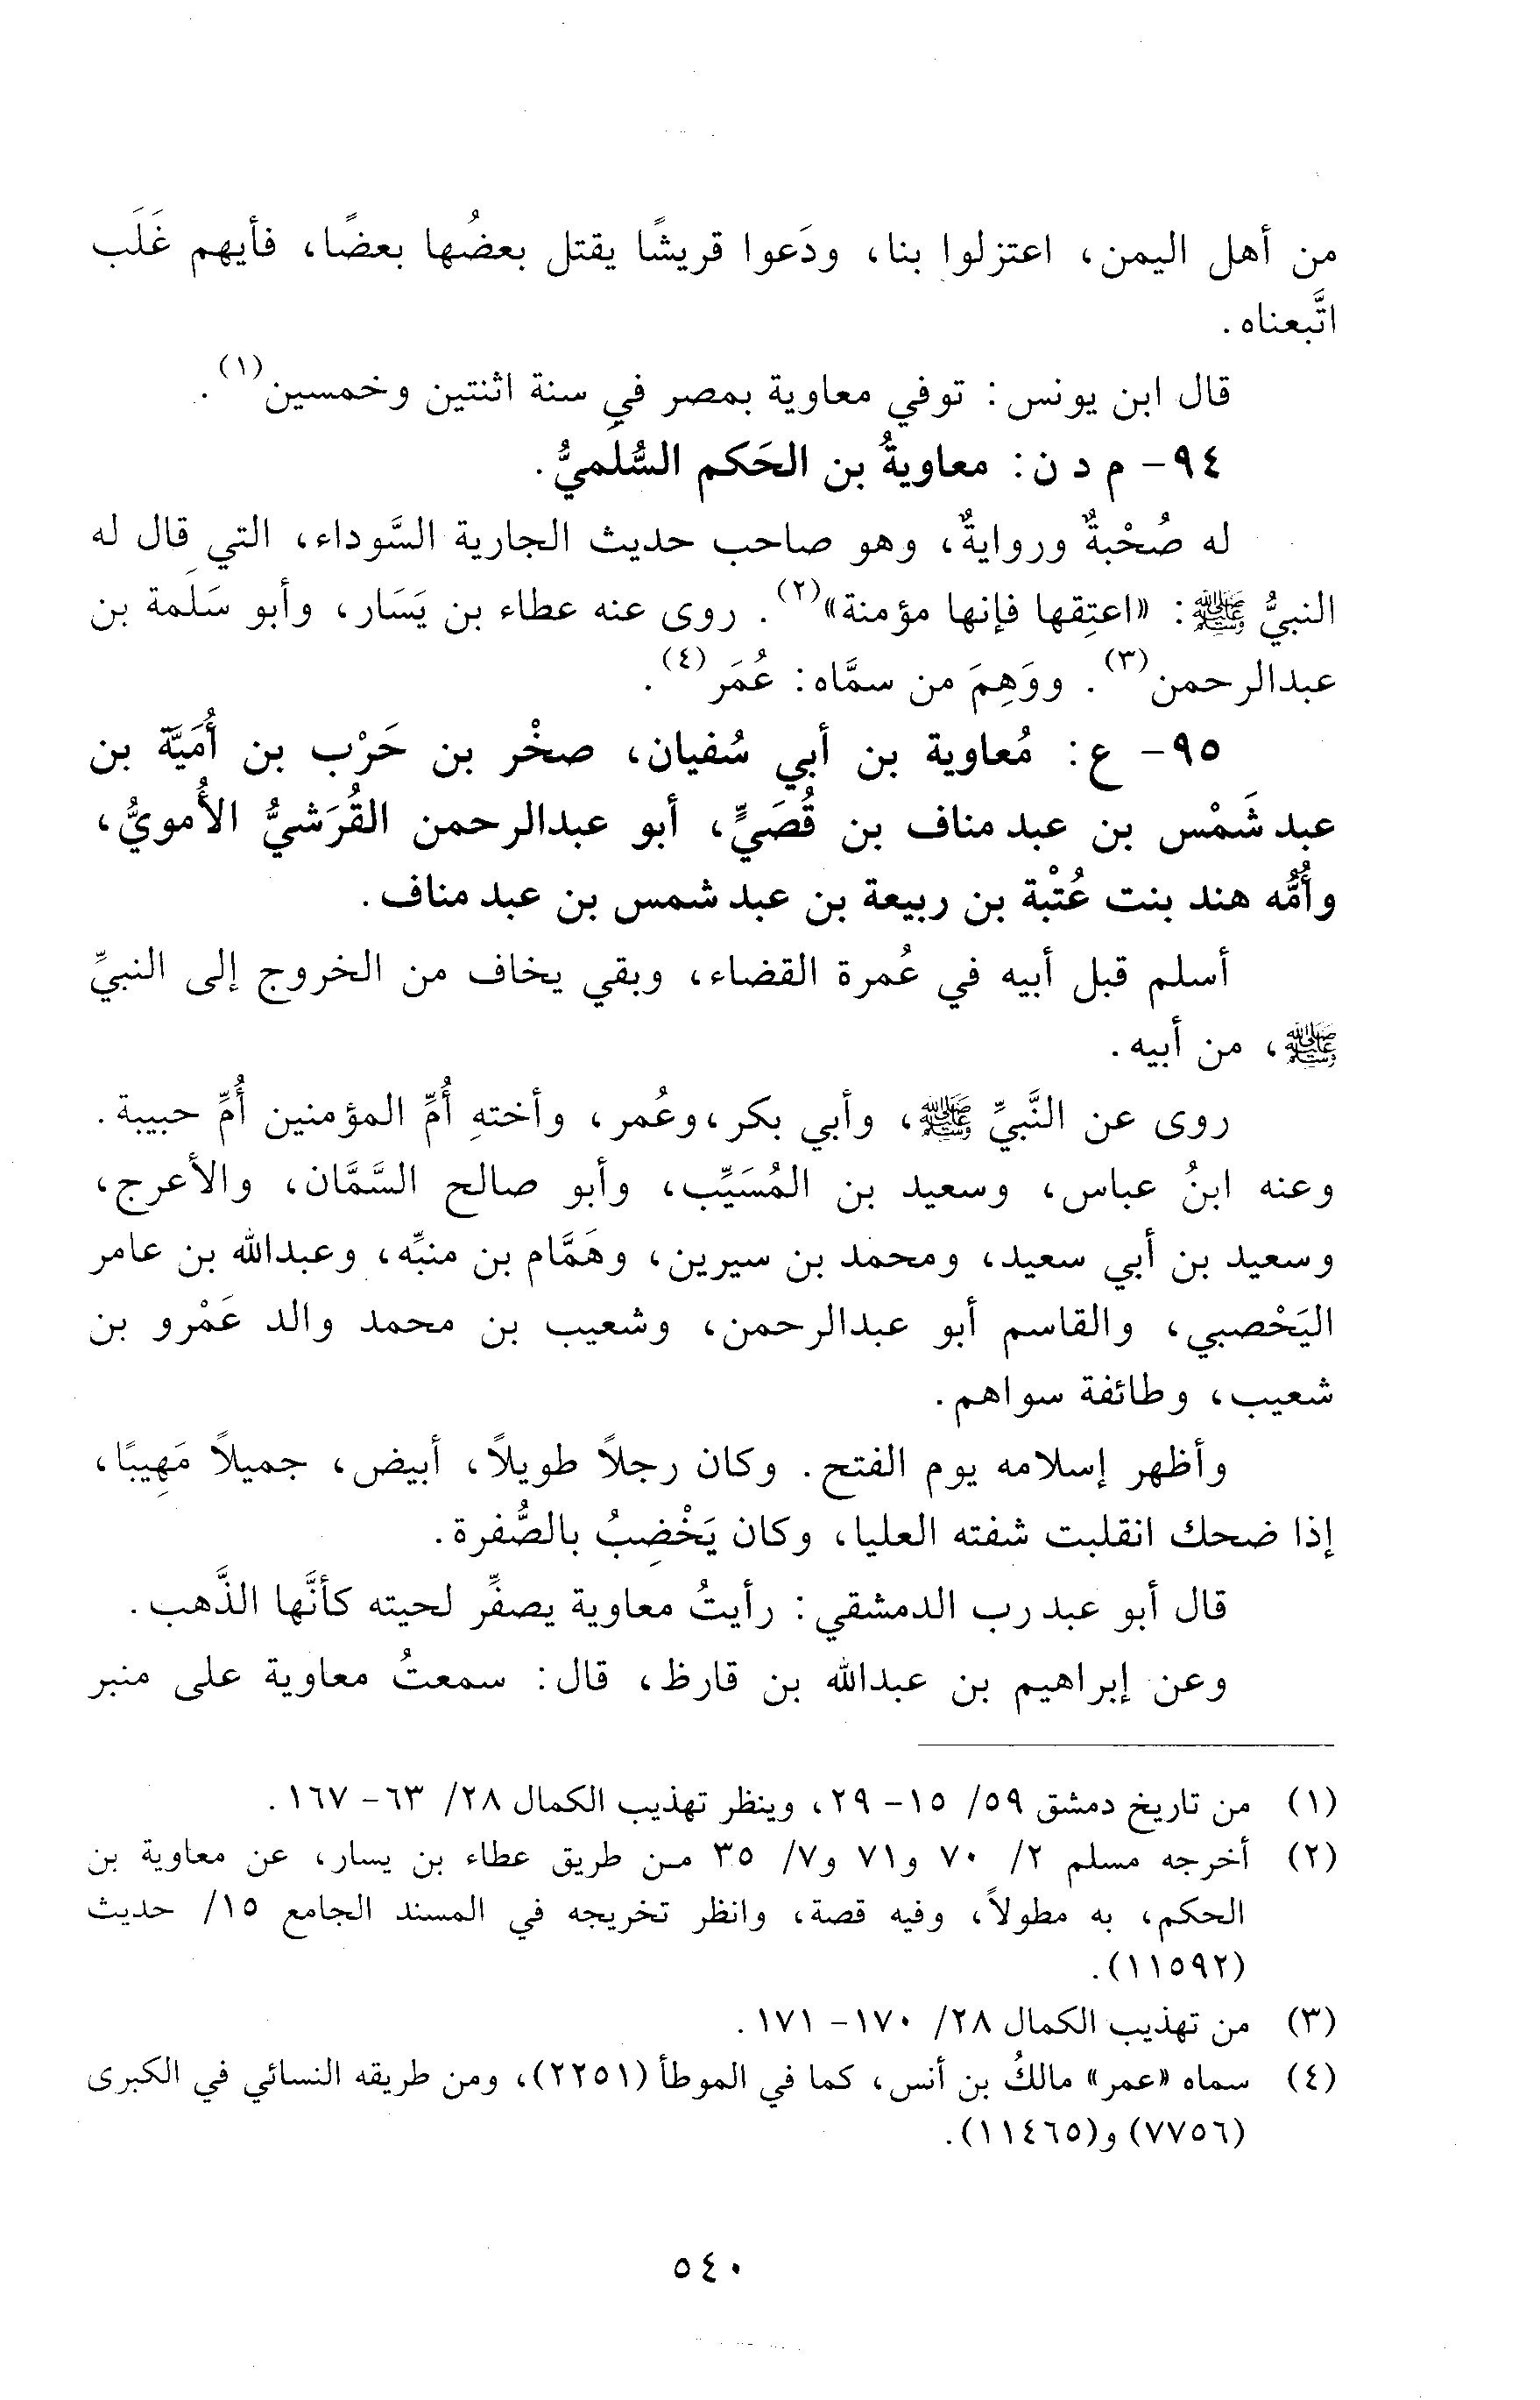 من أهل اليمن، اعتزلوا بنا، ودَعوا قريشًا يقتل بعضُها بعضًا، فأيهم غَلَب
اتَّبعناه.
قال ابن يونس: توفي معاوية بمصر في سنة اثنتين وخمسين(١).
٩٤- م د ن: معاويةُ بن الحَكم السُّلَميُّ.
له صُحْبةٌ وروايةٌ، وهو صاحب حديث الجارية السَّوداء، التي قال له
النبيُّ ﷺ: «اعتِقها فإنها مؤمنة»(٢). روى عنه عطاء بن يَسَار، وأبو سَلَمة بن
عبدالرحمن(٣). ووَهِمَ من سمَّاه: عُمَر(٤).
٩٥- ع: مُعاوية بن أبي سُفيان، صخْر بن حَرْب بن أُمَيَّة بن
عبد شَمْس بن عبد مناف بن قُصَيٍّ، أبو عبدالرحمن القُرَشيُّ الأُمويُّ،
وأُمُّه هند بنت عُتْبة بن ربيعة بن عبد شمس بن عبد مناف.
أسلم قبل أبيه في عُمرة القضاء، وبقي يخاف من الخروج إلى النبيِّ
ﷺ، من أبيه.
روى عن النَّبيِّ ﷺ، وأبي بكر،وعُمر، وأختهِ أُمِّ المؤمنين أُمِّ حبيبة.
وعنه ابنُ عباس، وسعيد بن المُسَيِّب، وأبو صالح السَّمَّان، والأعرج،
وسعيد بن أبي سعيد، ومحمد بن سيرين، وهَمَّام بن منبِّه، وعبدالله بن عامر
اليَحْصبي، والقاسم أبو عبدالرحمن، وشعيب بن محمد والد عَمْرو بن
شعيب، وطائفة سواهم.
وأظهر إسلامه يوم الفتح. وكان رجلاً طويلاً، أبيض، جميلاً مَهِيبًا،
إذا ضحك انقلبت شفته العليا، وكان يَخْضِبُ بالصُّفرة.
قال أبو عبد رب الدمشقي: رأيتُ معاوية يصفِّر لحيته كأنَّها الذَّهب.
وعن إبراهيم بن عبدالله بن قارظ، قال: سمعتُ معاوية على منبر
(١) من تاريخ دمشق ٥٩/ ١٥- ٢٩، وينظر تهذيب الكمال ٢٨/ ٦٣- ١٦٧.
(٢) أخرجه مسلم ٢/ ٧٠ و٧١ و٧/ ٣٥ من طريق عطاء بن يسار، عن معاوية بن
الحكم، به مطولاً، وفيه قصة، وانظر تخريجه في المسند الجامع ١٥/ حديث
(١١٥٩٢).
(٣) من تهذيب الكمال ٢٨/ ١٧٠- ١٧١.
(٤) سماه «عمر» مالكُ بن أنس، كما في الموطأ (٢٢٥١)، ومن طريقه النسائي في الكبرى
(٧٧٥٦) و(١١٤٦٥).
٥٤٠